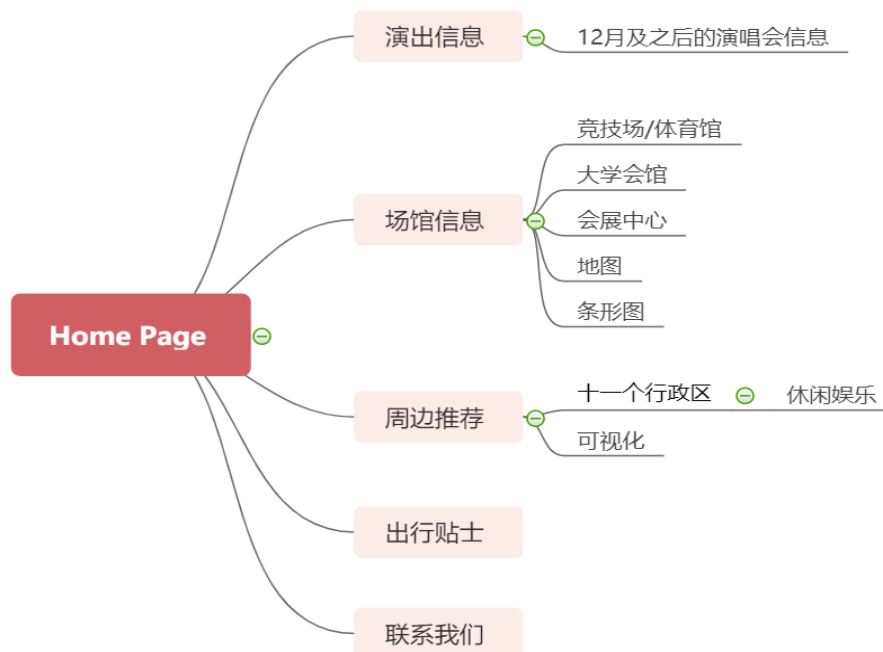 演出信息
12月及之后的演唱会信息
竞技场/体育馆
大学会馆
场馆信息
会展中心
地图
条形图
Home Page
十一个行政区
休闲娱乐
周边推荐
可视化
出行贴士
联系我们